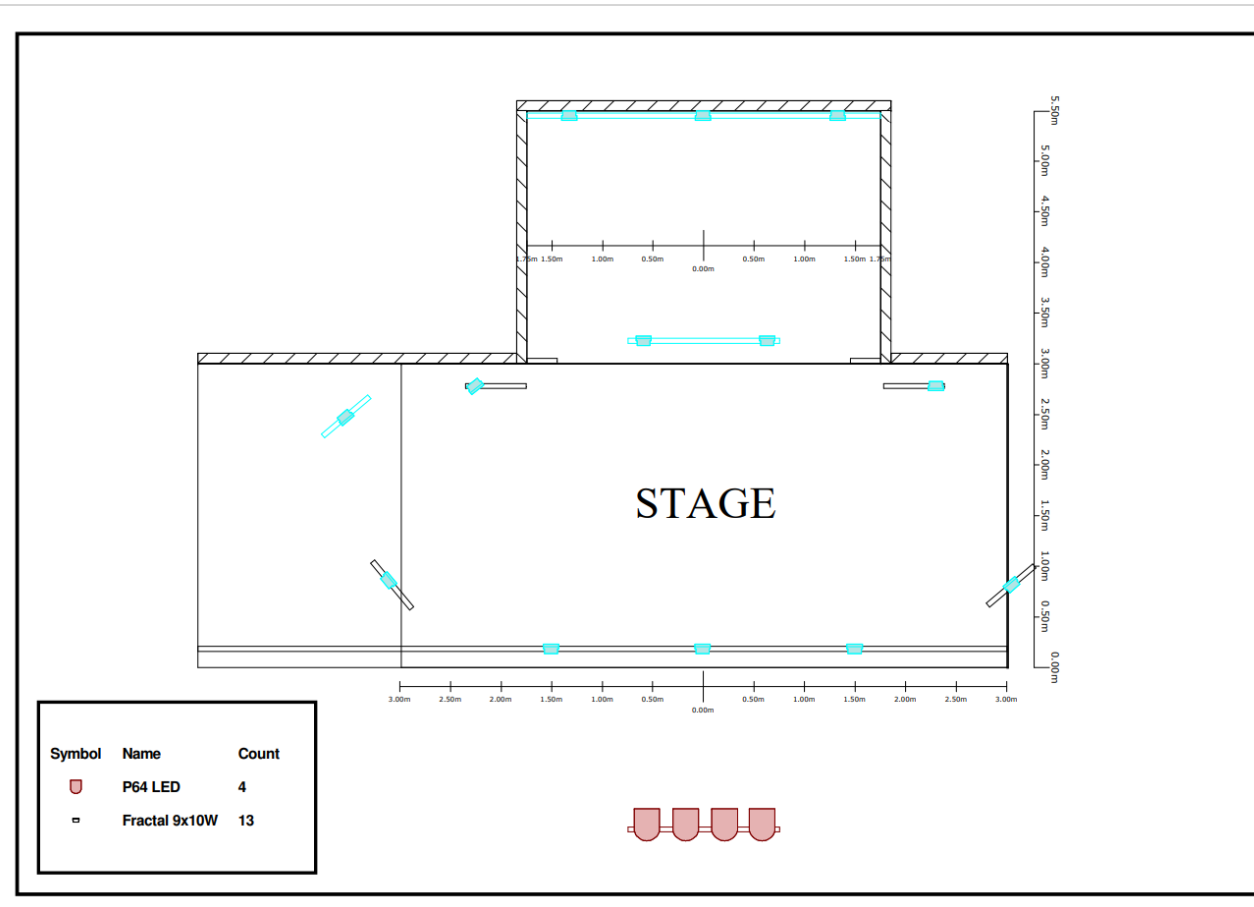 5.50m
5.00m
4.50m
4.00m
3.50m
3.00m
2.50m
2.00m
1.50m
1.00m
0.50m
0.00m
1.75m 1.50m 1.00m 0.50m 0.00m 0.50m 1.00m 1.50m 1.75m
STAGE
3.00m 2.50m 2.00m 1.50m 1.00m 0.50m 0.00m 0.50m 1.00m 1.50m 2.00m 2.50m 3.00m
Symbol Name Count
P64 LED 4
Fractal 9x10W 13